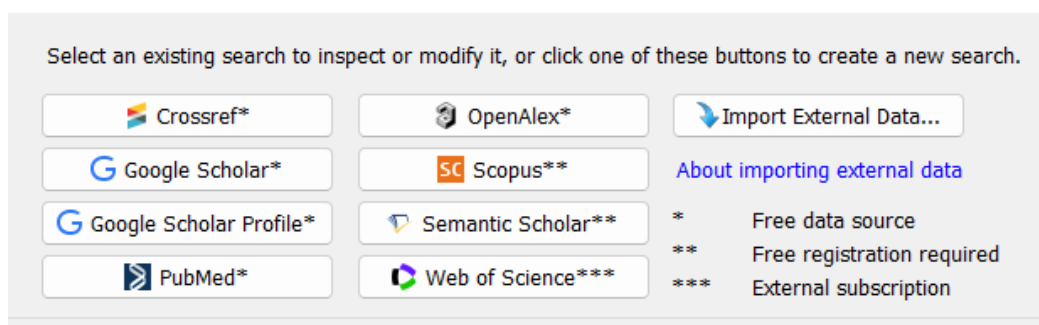 Select an existing search to inspect or modify it, or click one of these buttons to create a new search.
Crossref*
OpenAlex*
Import External Data...
Google Scholar*
SC Scopus**
About importing external data
Google Scholar Profile*
Semantic Scholar**
* Free data source
** Free registration required
PubMed*
Web of Science***
*** External subscription